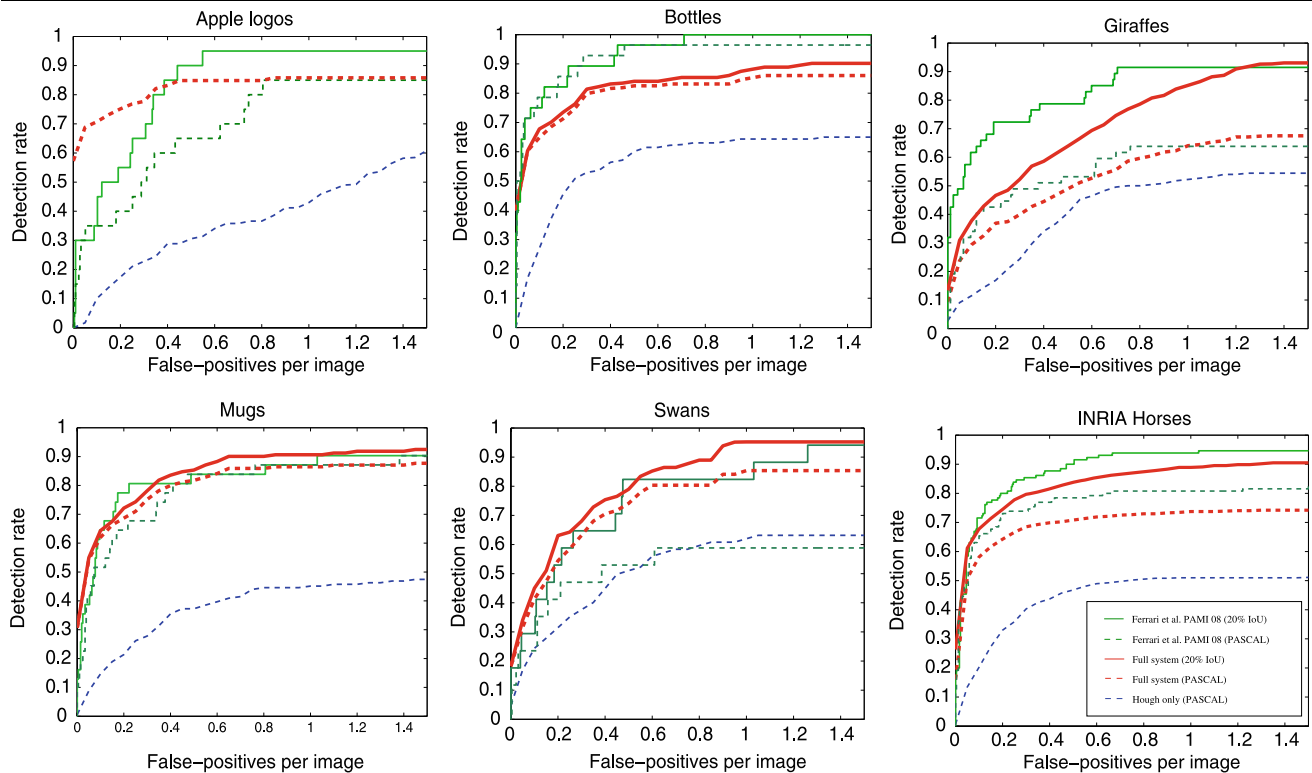 Apple logos
Bottles
Giraffes
1
0.9
0.8
0.7
0.6
0.5
0.4
0.3
0.2
0.1
0
Detection rate
0 0.2 0.4 0.6 0.8 1 1.2 1.4
False−positives per image
1
0.9
0.8
0.7
0.6
0.5
0.4
0.3
0.2
0.1
0
Detection rate
0 0.2 0.4 0.6 0.8 1 1.2 1.4
False−positives per image
1
0.9
0.8
0.7
0.6
0.5
0.4
0.3
0.2
0.1
0
Detection rate
0 0.2 0.4 0.6 0.8 1 1.2 1.4
False−positives per image
Mugs
Swans
INRIA Horses
1
0.9
0.8
0.7
0.6
0.5
0.4
0.3
0.2
0.1
0
Detection rate
0 0.2 0.4 0.6 0.8 1 1.2 1.4
False−positives per image
1
0.9
0.8
0.7
0.6
0.5
0.4
0.3
0.2
0.1
0
Detection rate
0 0.2 0.4 0.6 0.8 1 1.2 1.4
False−positives per image
1
0.9
0.8
0.7
0.6
0.5
0.4
0.3
0.2
0.1
0
Detection rate
0 0.2 0.4 0.6 0.8 1 1.2 1.4
False−positives per image
Ferrari et al. PAMI 08 (20% IoU)
Ferrari et al. PAMI 08 (PASCAL)
Full system (20% IoU)
Full system (PASCAL)
Hough only (PASCAL)